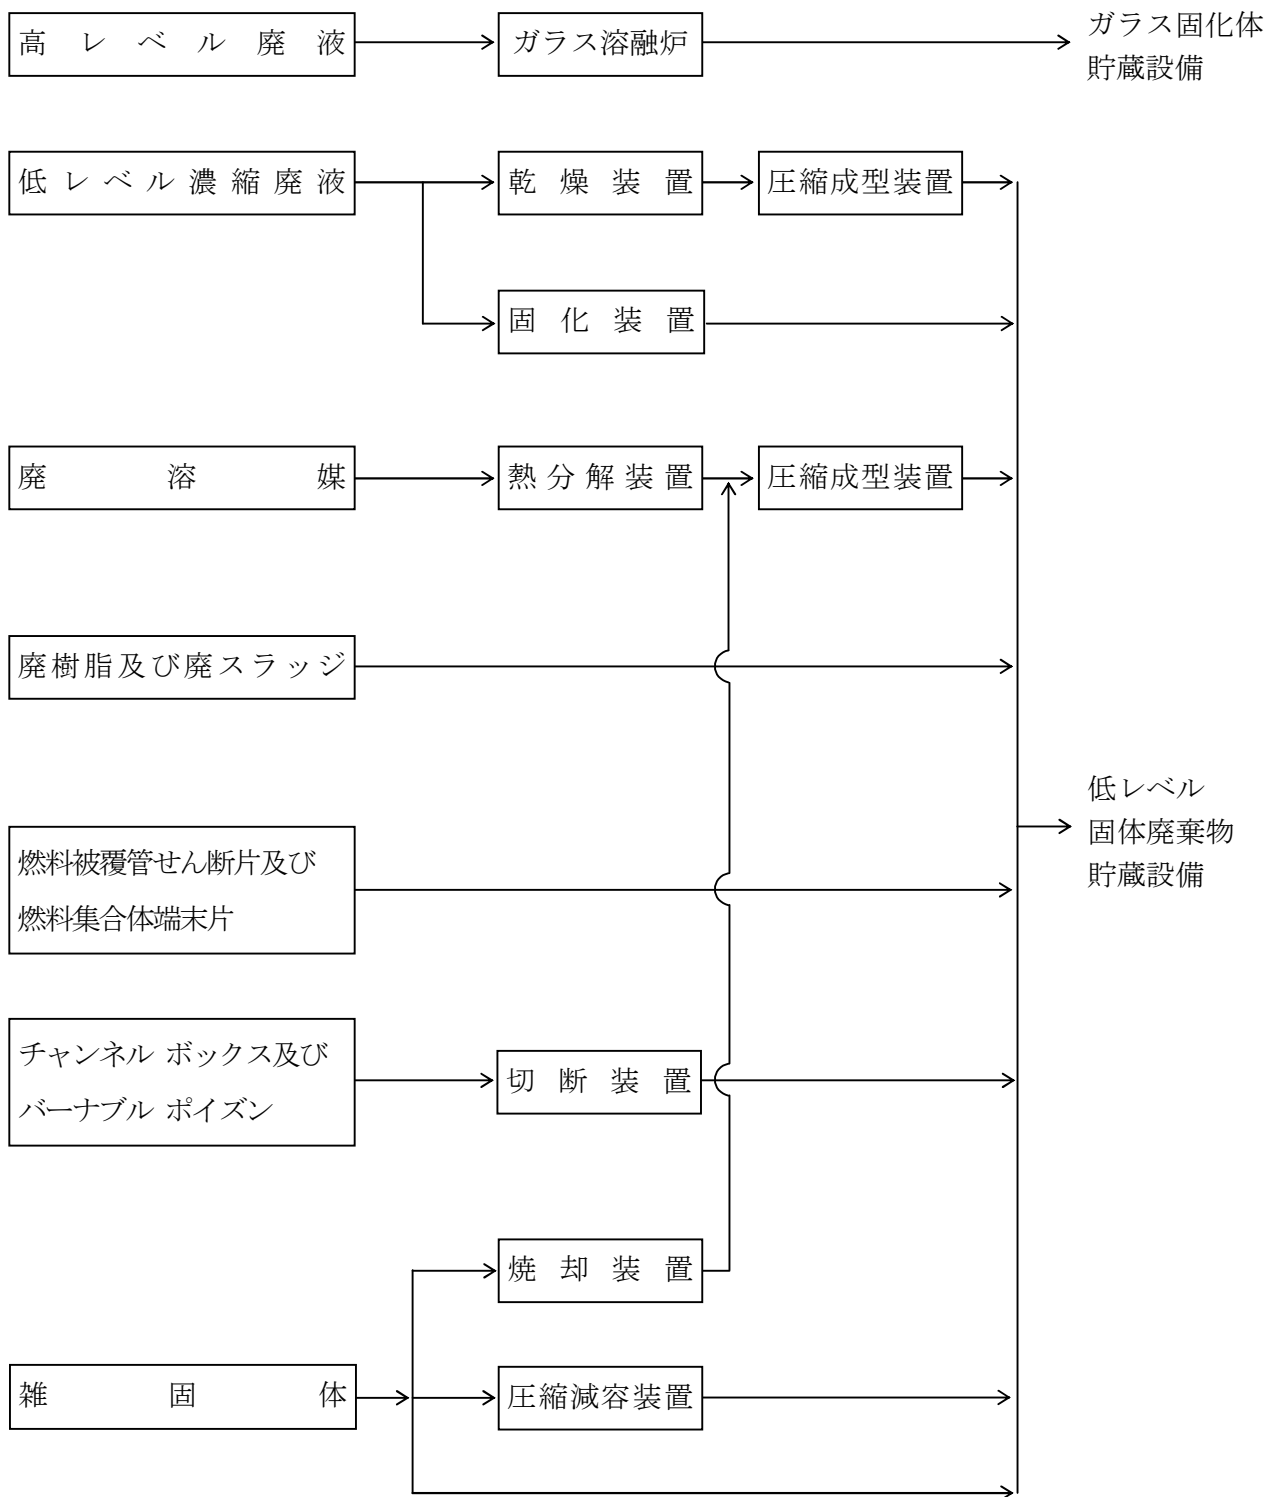 高レベル廃液
ガラス溶融炉
ガラス固化体
貯蔵設備
低レベル濃縮廃液
乾燥装置
圧縮成型装置
固化装置
廃溶媒
熱分解装置
圧縮成型装置
廃樹脂及び廃スラッジ
低レベル
固体廃棄物
貯蔵設備
燃料被覆管せん断片及び
燃料集合体端末片
チャンネル ボックス及び
バーナブル ポイズン
切断装置
焼却装置
雑固体
圧縮減容装置